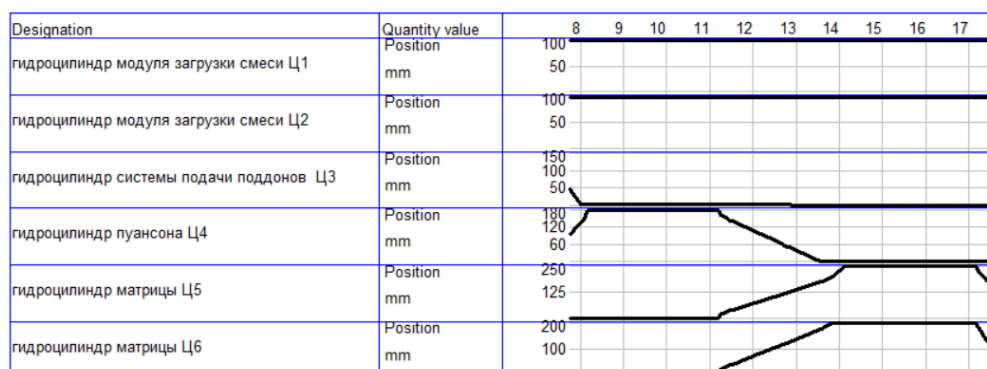 Designation Quantity value 8 9 10 11 12 13 14 15 16 17
гидроцилиндр модуля загрузки смеси Ц1 Position mm 100 50
гидроцилиндр модуля загрузки смеси Ц2 Position mm 100 50
гидроцилиндр системы подачи поддонов Ц3 Position mm 150 100 50
гидроцилиндр пуансона Ц4 Position mm 180 120 60
гидроцилиндр матрицы Ц5 Position mm 250 125
гидроцилиндр матрицы Ц6 Position mm 200 100